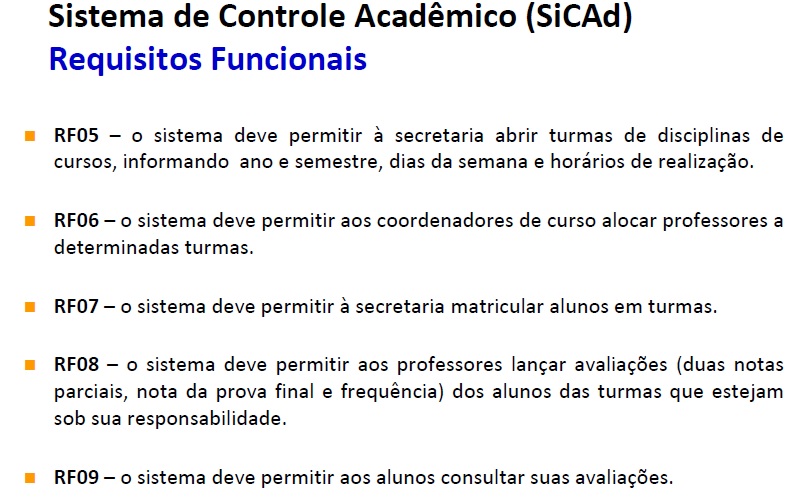 Sistema de Controle Acadêmico (SiCAd)
Requisitos Funcionais
RF05 – o sistema deve permitir à secretaria abrir turmas de disciplinas de
cursos, informando ano e semestre, dias da semana e horários de realização.
RF06 – o sistema deve permitir aos coordenadores de curso alocar professores a
determinadas turmas.
RF07 – o sistema deve permitir à secretaria matricular alunos em turmas.
RF08 – o sistema deve permitir aos professores lançar avaliações (duas notas
parciais, nota da prova final e frequência) dos alunos das turmas que estejam
sob sua responsabilidade.
RF09 – o sistema deve permitir aos alunos consultar suas avaliações.